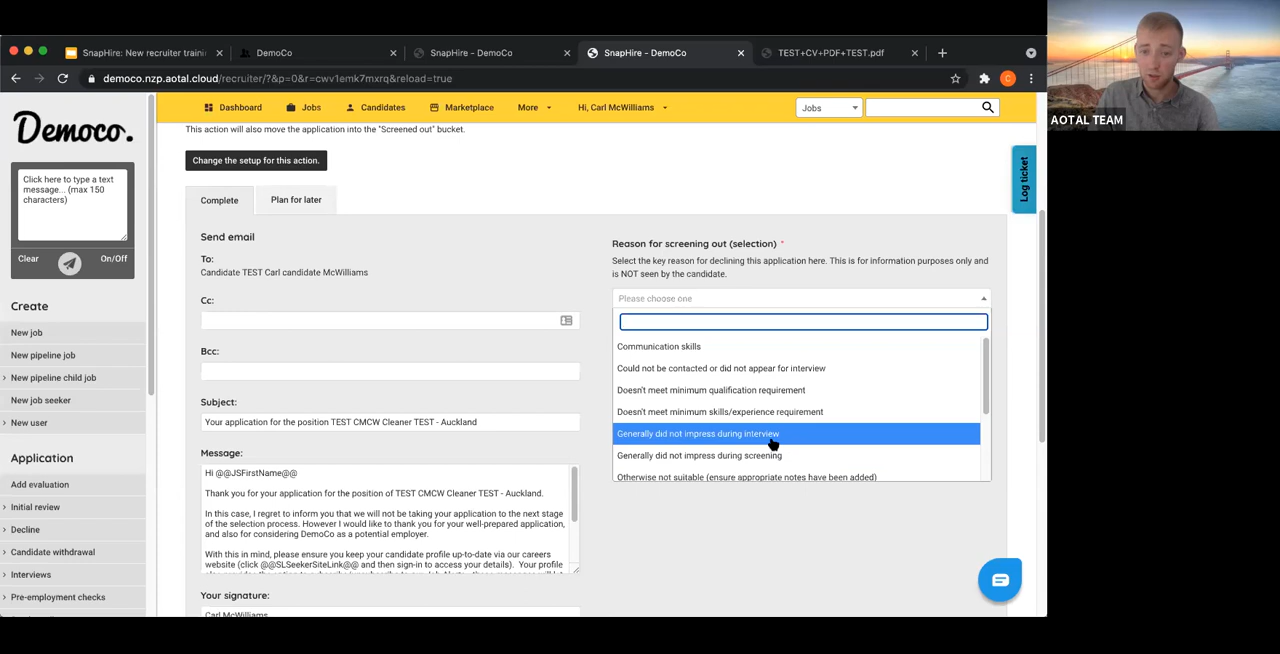 SnapHire: New recruiter traini
DemoCo
SnapHire - DemoCo
SnapHire - DemoCo
TEST+CV+PDF+TEST.pdf
democo.nzp.aotal.cloud/recruiter/?&p=0&r=cwv1emk7mxrq&reload=true
C
AOTAL TEAM
Democo.
Dashboard
Jobs
Candidates
Marketplace
More
Hi, Carl McWilliams
Jobs
Click here to type a text
message... (max 150
characters)
Clear
On/Off
Create
New job
New pipeline job
New pipeline child job
New job seeker
New user
Application
Add evaluation
Initial review
Decline
Candidate withdrawal
Interviews
Pre-employment checks
This action will also move the application into the "Screened out" bucket.
Change the setup for this action.
Complete
Plan for later
Send email
To:
Candidate TEST Carl candidate McWilliams
Cc:
Bcc:
Subject:
Your application for the position TEST CMCW Cleaner TEST - Auckland
Message:
Hi @@JSFirstName@@
Thank you for your application for the position of TEST CMCW Cleaner TEST - Auckland.
In this case, I regret to inform you that we will not be taking your application to the next stage
of the selection process. However I would like to thank you for your well-prepared application,
and also for considering DemoCo as a potential employer.
With this in mind, please ensure you keep your candidate profile up-to-date via our careers
website (click @@SLSeekerSiteLink@@ and then sign-in to access your details). Your profile
Your signature:
Carl McWilliams
Reason for screening out (selection) *
Select the key reason for declining this application here. This is for information purposes only and
is NOT seen by the candidate.
Please choose one
Communication skills
Could not be contacted or did not appear for interview
Doesn't meet minimum qualification requirement
Doesn't meet minimum skills/experience requirement
Generally did not impress during interview
Generally did not impress during screening
Otherwise not suitable (ensure appropriate notes have been added)
Log ticket